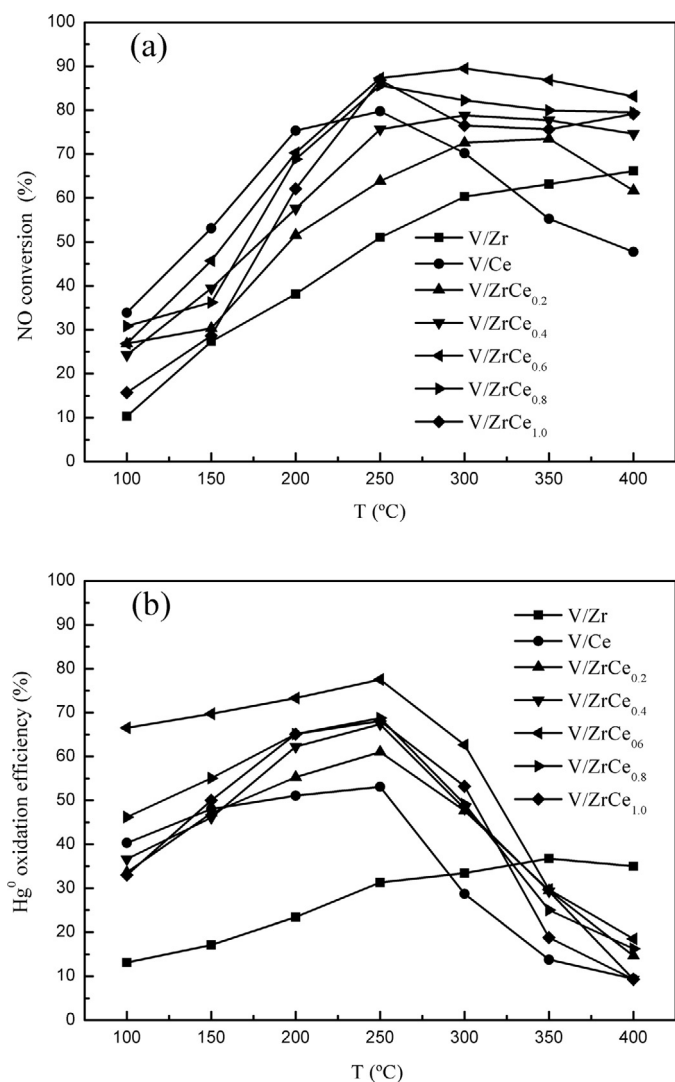 (a)
100
90
80
70
60
50
40
30
20
10
0
NO conversion (%)
V/Zr
V/Ce
V/ZrCe0.2
V/ZrCe0.4
V/ZrCe0.6
V/ZrCe0.8
V/ZrCe1.0
100 150 200 250 300 350 400
T (ºC)
(b)
100
90
80
70
60
50
40
30
20
10
0
Hg⁰ oxidation efficiency (%)
V/Zr
V/Ce
V/ZrCe0.2
V/ZrCe0.4
V/ZrCe06
V/ZrCe0.8
V/ZrCe1.0
100 150 200 250 300 350 400
T (ºC)